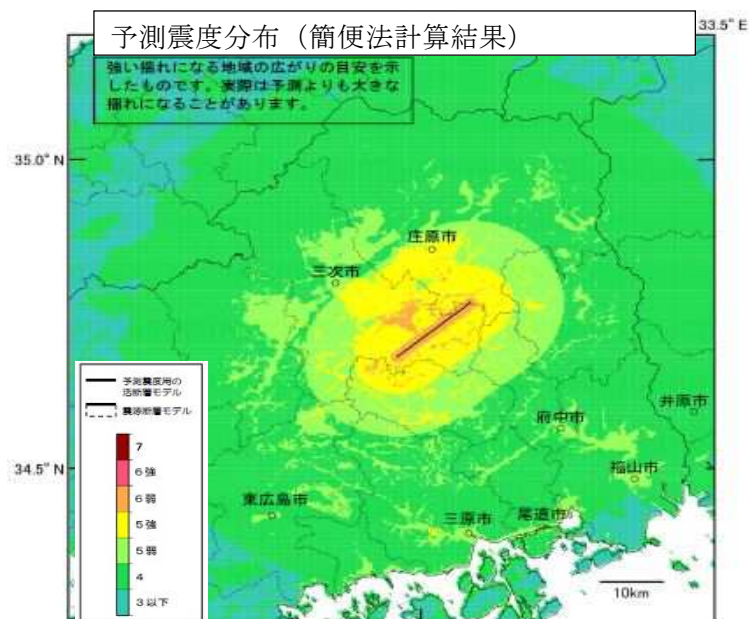 予測震度分布（簡便法計算結果）
33.5° E
強い揺れになる地域の広がりの目安を示
したものです。実際は予測よりも大きな
揺れになることがあります。
35.0° N
庄原市
三次市
予測震度用の
活断層モデル
震源断層モデル
7
6強
6弱
5強
5弱
4
3以下
34.5° N
井原市
府中市
福山市
東広島市
三原市
尾道市
10km